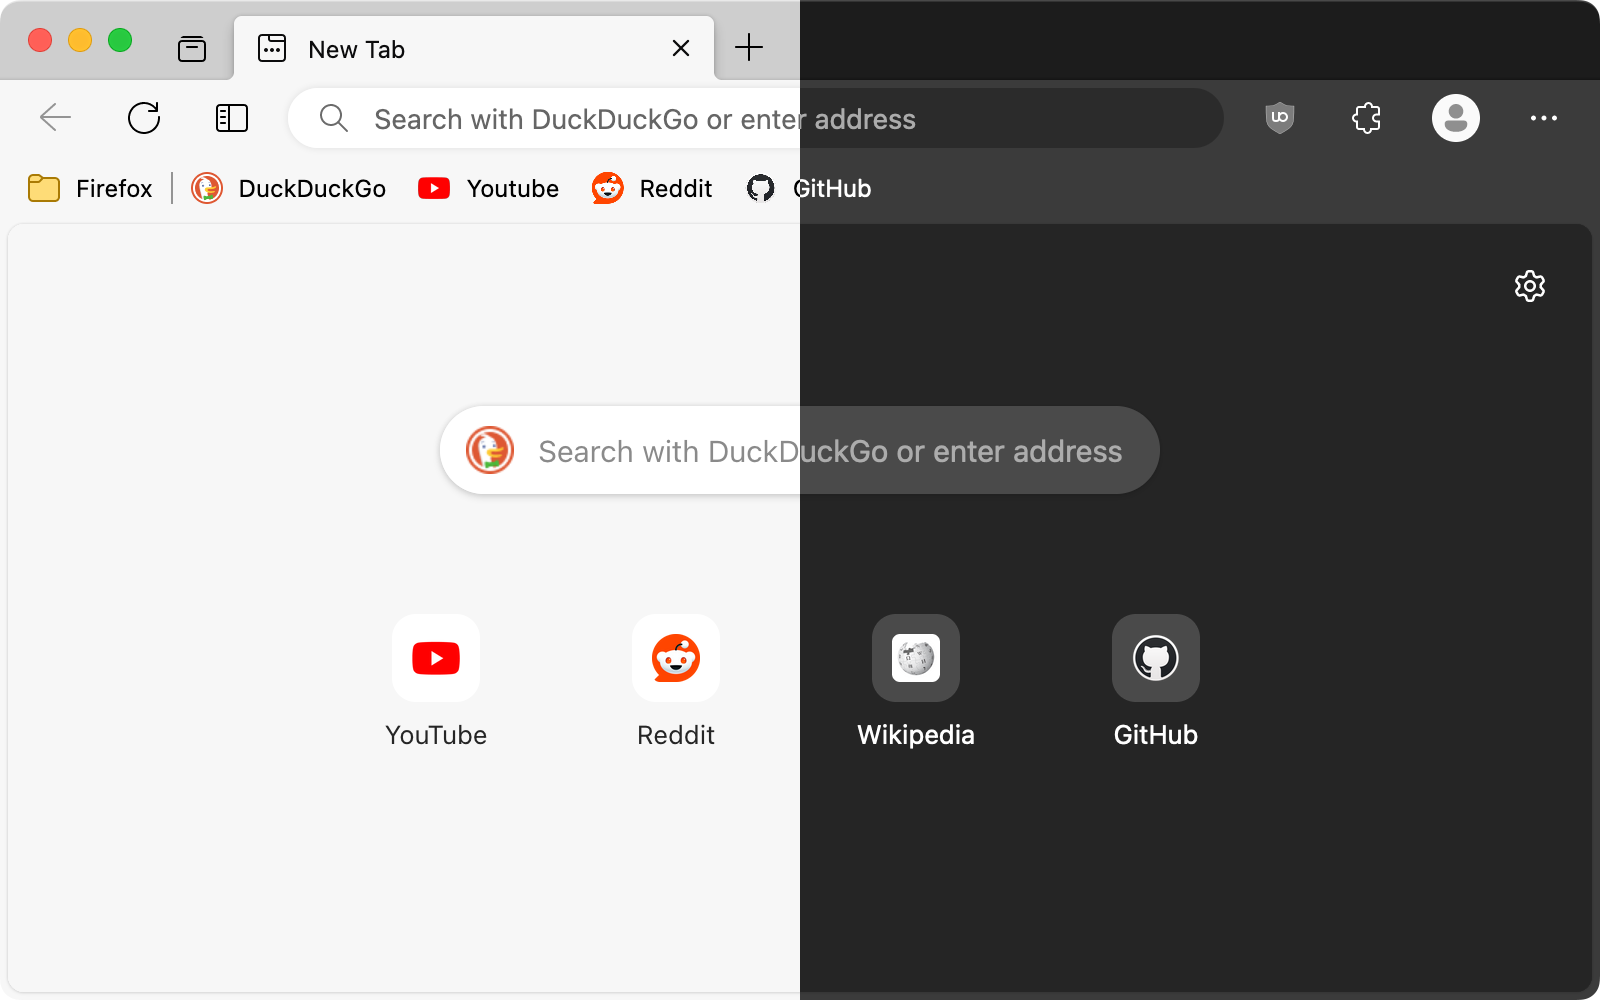 New Tab
Search with DuckDuckGo or enter address
Firefox DuckDuckGo Youtube Reddit GitHub
Search with DuckDuckGo or enter address
YouTube Reddit Wikipedia GitHub